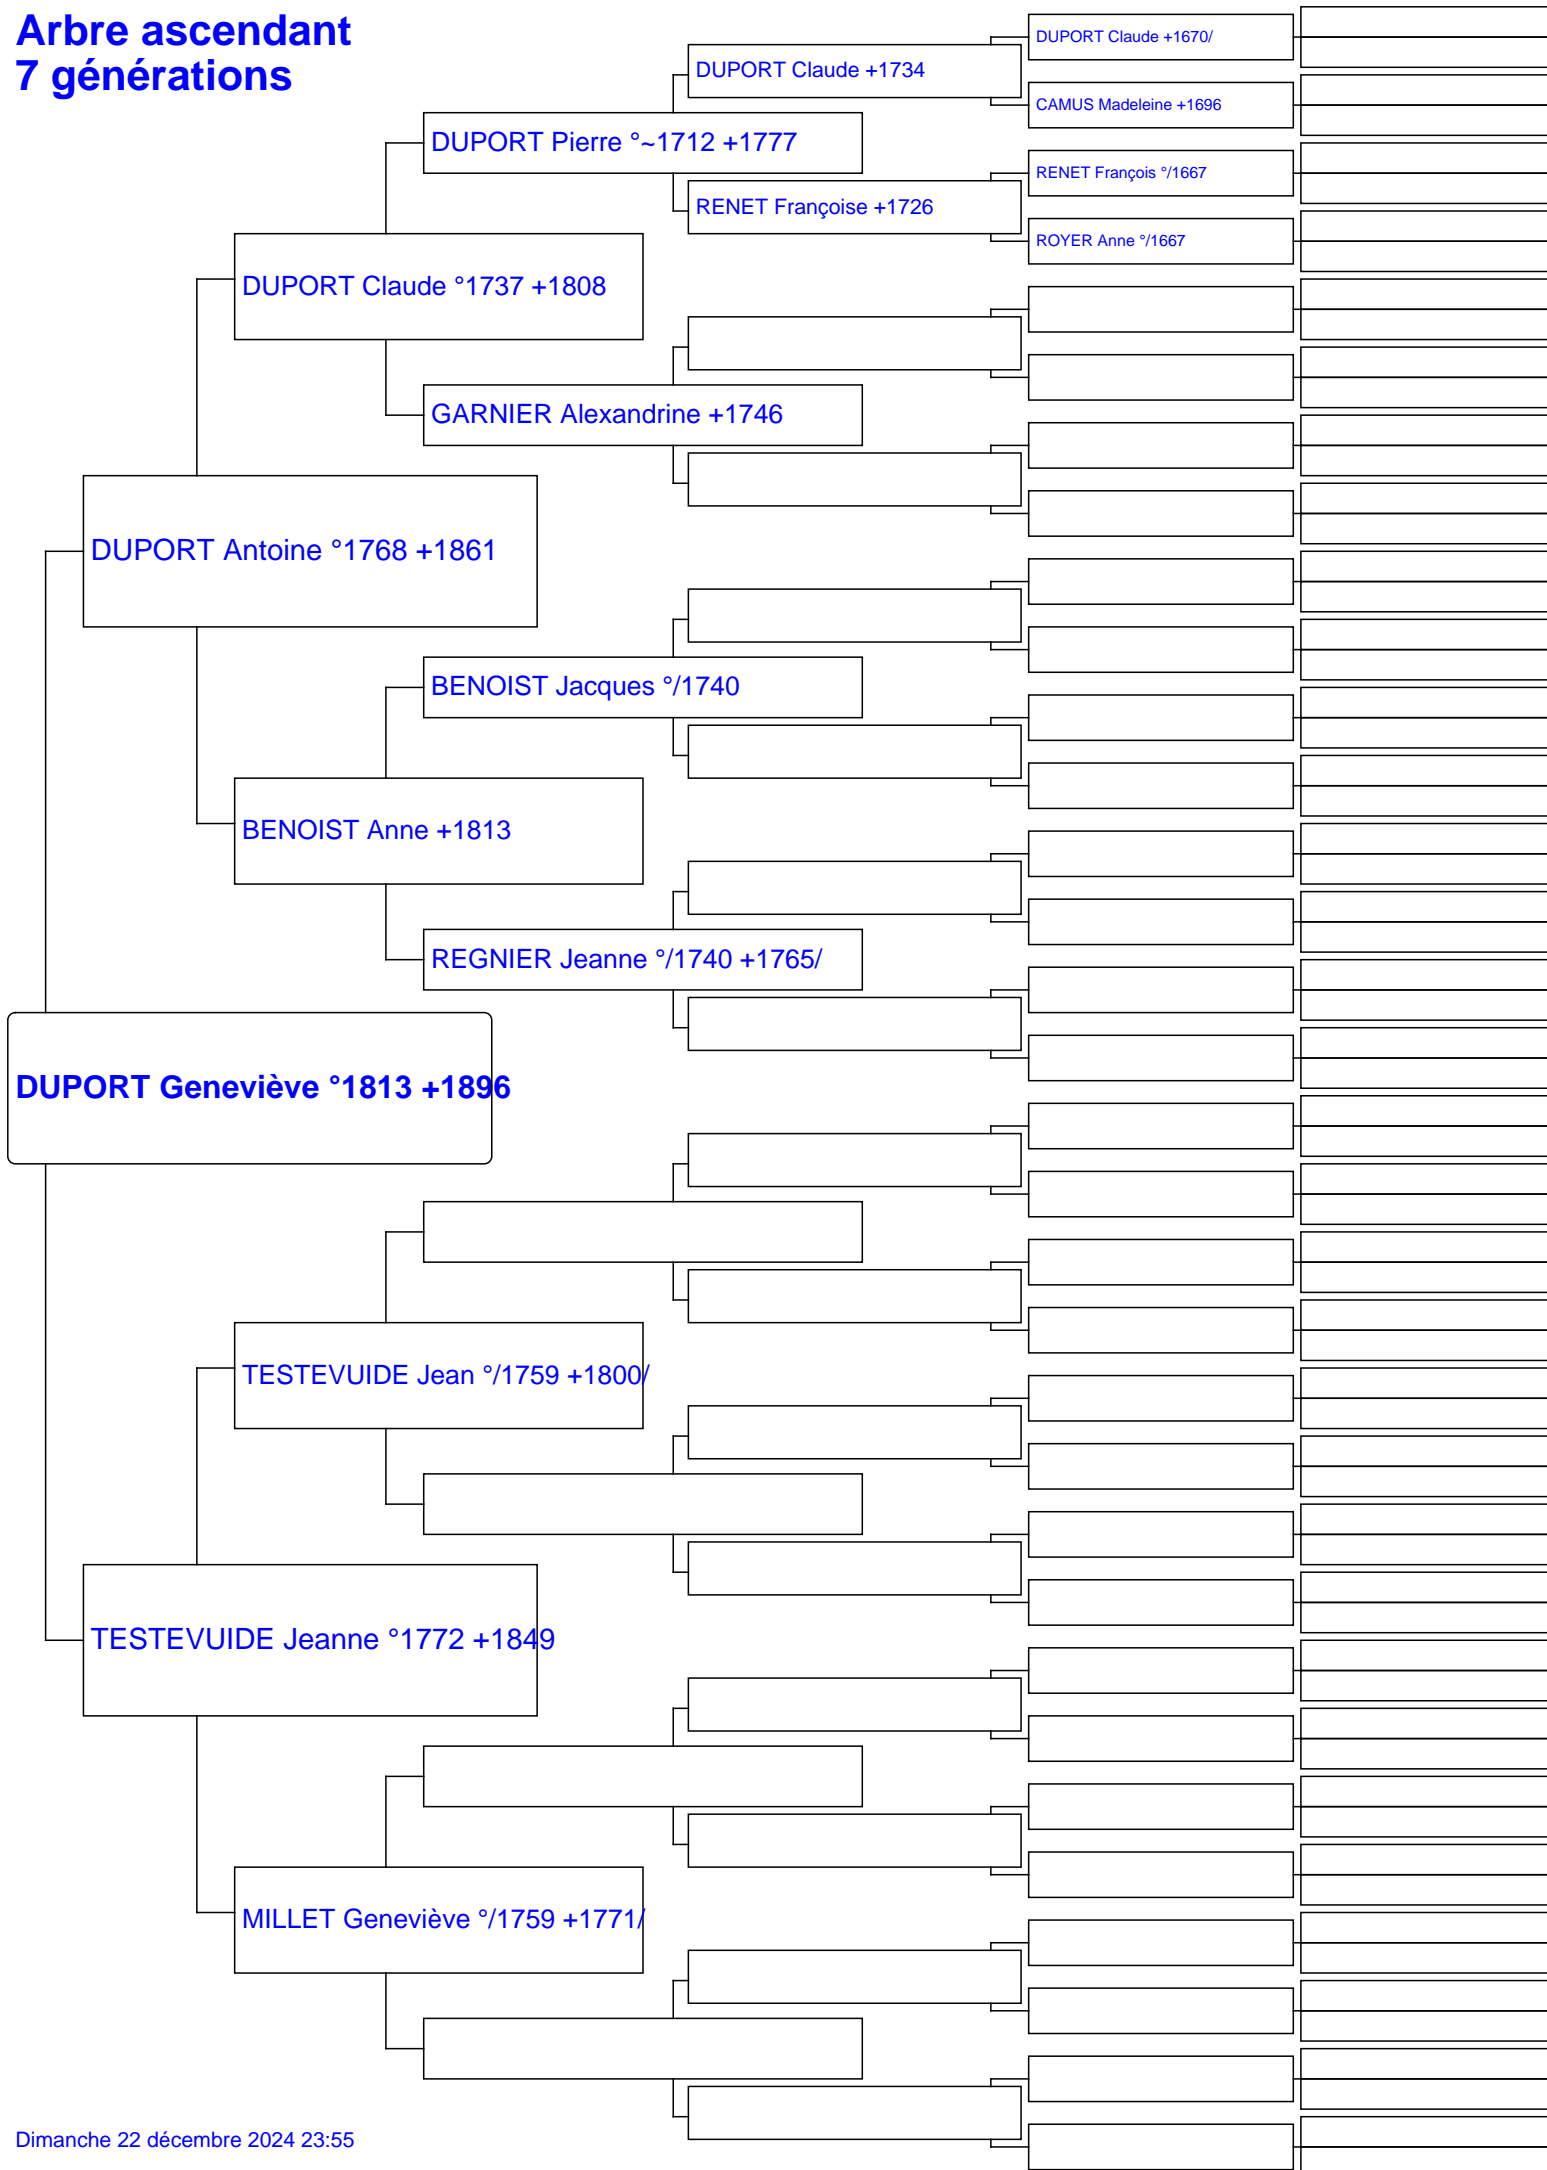 Arbre ascendant
7 générations
DUPORT Claude +1670/
DUPORT Claude +1734
CAMUS Madeleine +1696
DUPORT Pierre °~1712 +1777
RENET François °/1667
RENET Françoise +1726
ROYER Anne °/1667
DUPORT Claude °1737 +1808
GARNIER Alexandrine +1746
DUPORT Antoine °1768 +1861
BENOIST Jacques °/1740
BENOIST Anne +1813
REGNIER Jeanne °/1740 +1765/
DUPORT Geneviève °1813 +1896
TESTEVUIDE Jean °/1759 +1800/
TESTEVUIDE Jeanne °1772 +1849
MILLET Geneviève °/1759 +1771/
Dimanche 22 décembre 2024 23:55